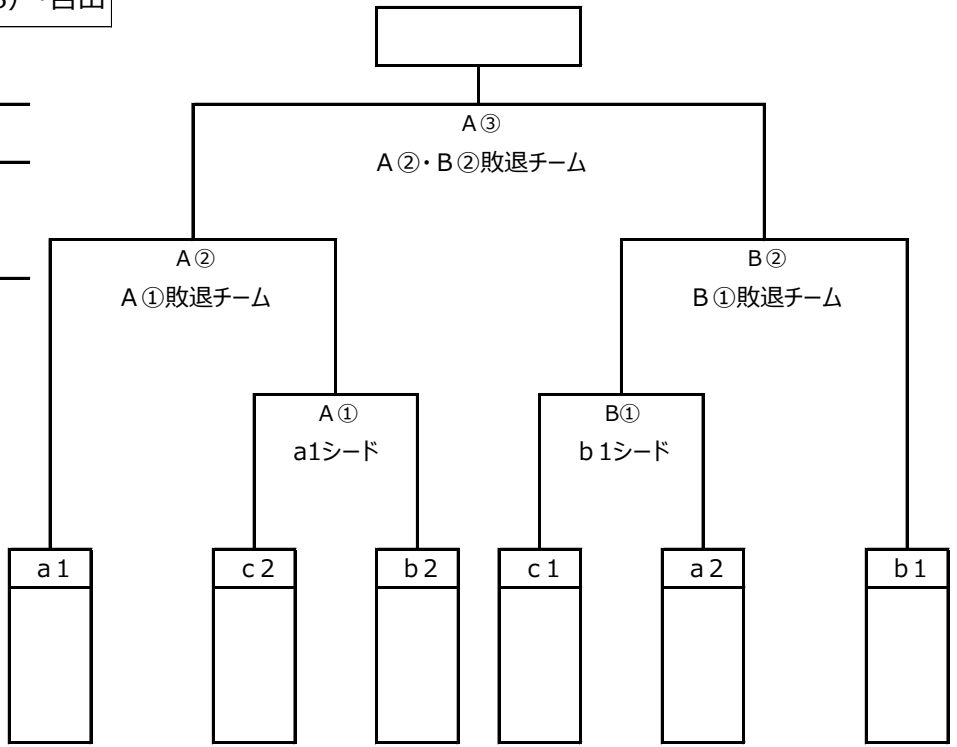 A③
A②・B②敗退チーム
A②
B②
A①敗退チーム
B①敗退チーム
A①
B①
a1シード
b1シード
a1
c2
b2
c1
a2
b1